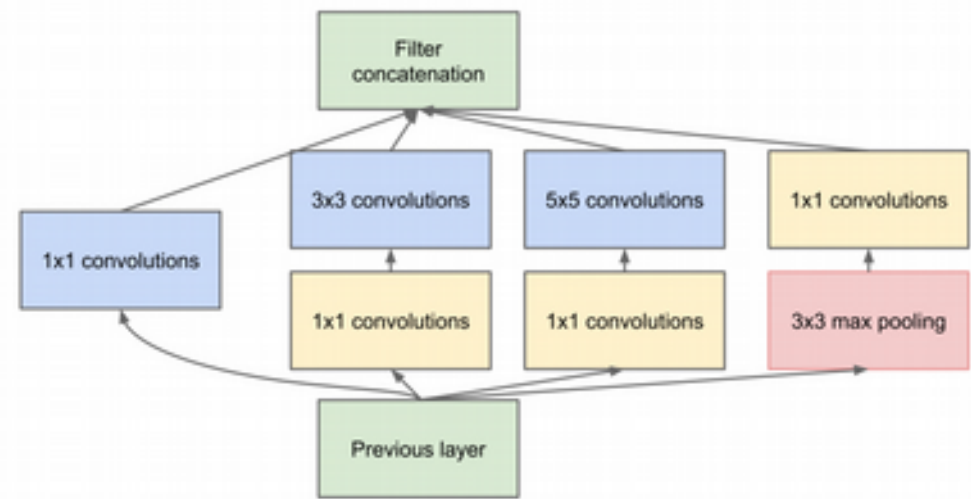 Filter
concatenation
3x3 convolutions
5x5 convolutions
1x1 convolutions
1x1 convolutions
1x1 convolutions
1x1 convolutions
3x3 max pooling
Previous layer